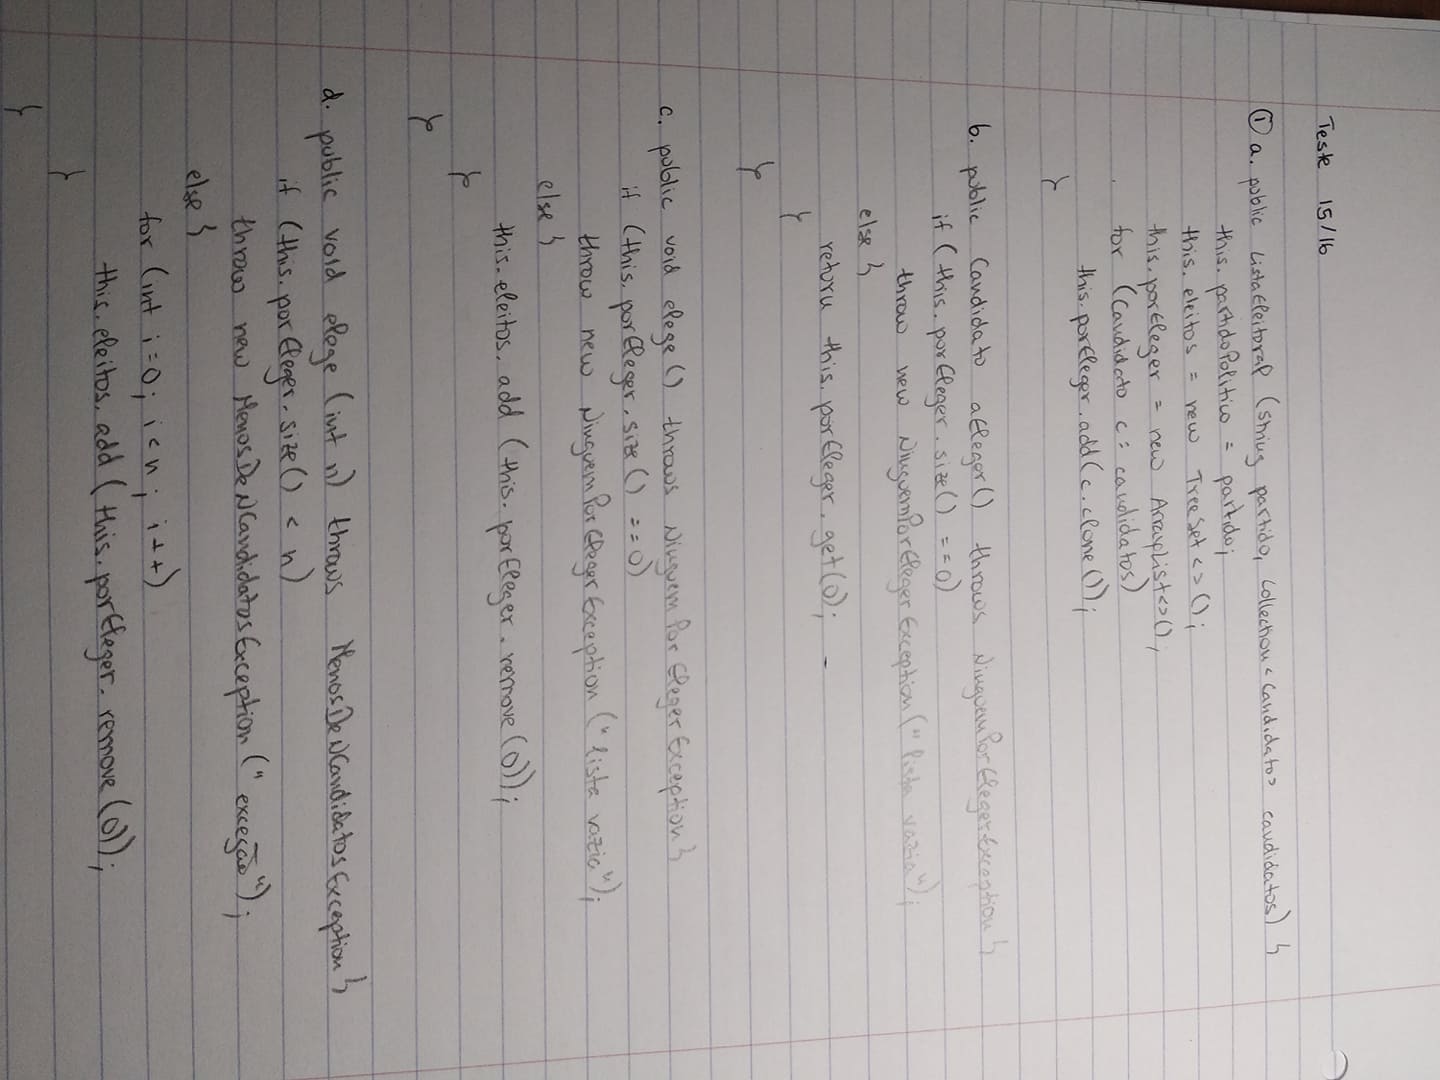 Teste 15/16
① a. public ListaEleitoral (String partido, Collection<Candidato> candidatos) {
this.partidoPolitico = partido;
this.eleitos = new TreeSet<>();
this.porEleger = new ArrayList<>();
for (Candidato c : candidatos)
this.porEleger.add(c.clone());
}
b. public Candidato aEleger() throws NinguemPorElegerException {
if (this.porEleger.size() == 0)
throw new NinguemPorElegerException("lista vazia");
else {
return this.porEleger.get(0);
}
}
c. public void elege() throws NinguemPorElegerException {
if (this.porEleger.size() == 0)
throw new NinguemPorElegerException("lista vazia");
else {
this.eleitos.add(this.porEleger.remove(0));
}
}
d. public void elege (int n) throws MenosDeNCandidatosException {
if (this.porEleger.size() < n)
throw new MenosDeNCandidatosException("exceção");
else {
for (int i=0; i<n; i++)
this.eleitos.add(this.porEleger.remove(0));
}
}